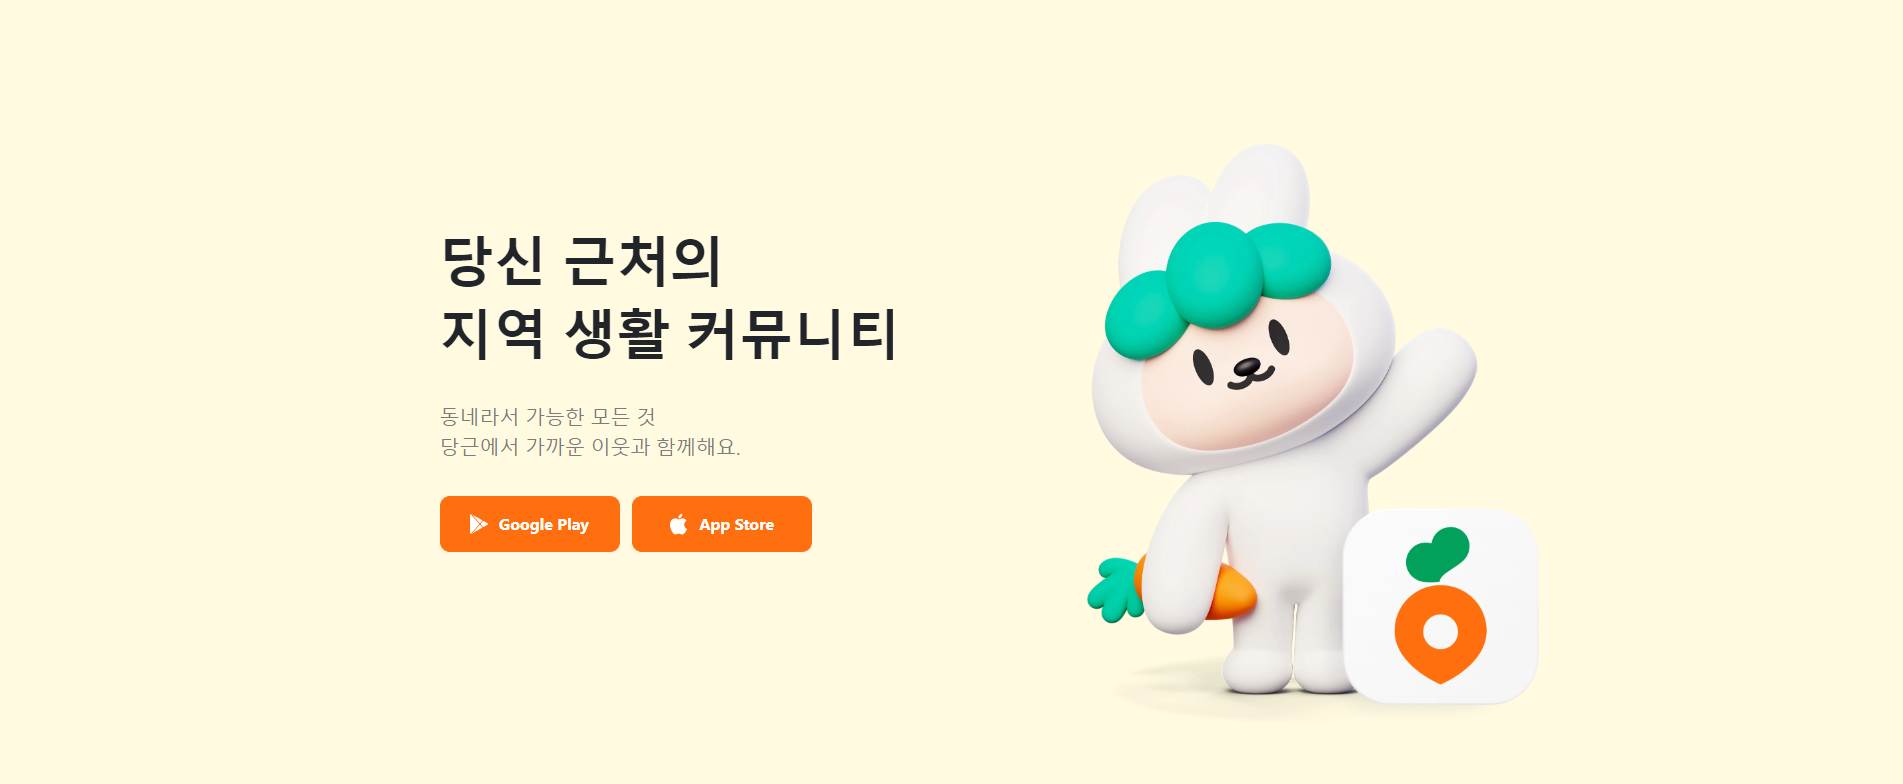 당신 근처의
지역 생활 커뮤니티
동네라서 가능한 모든 것
당근에서 가까운 이웃과 함께해요.
Google Play
App Store